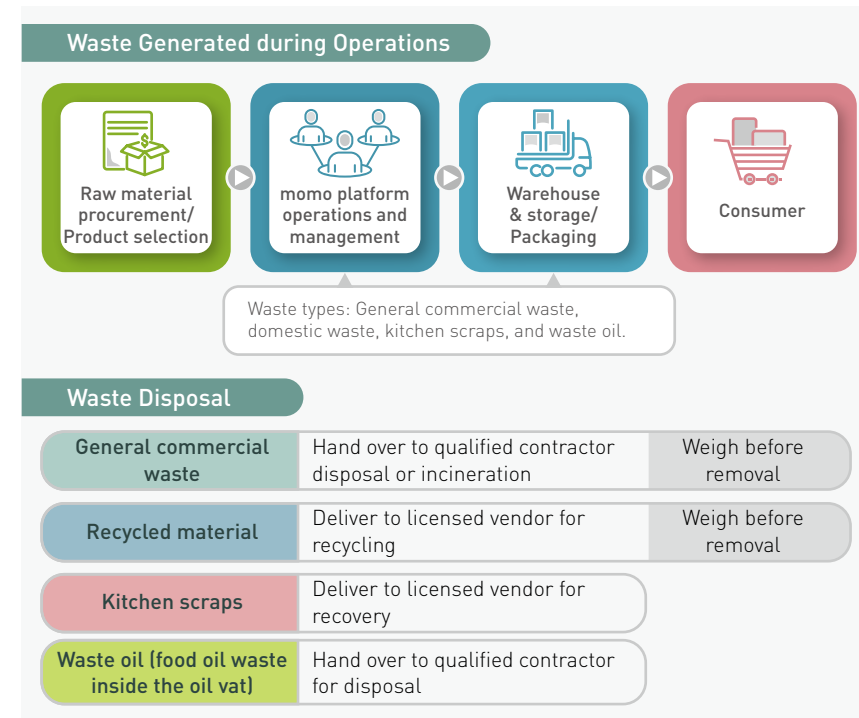 Waste Generated during Operations
Raw material
procurement/
Product selection
momo platform
operations and
management
Warehouse
& storage/
Packaging
Consumer
Waste types: General commercial waste,
domestic waste, kitchen scraps, and waste oil.
Waste Disposal
General commercial
waste
Hand over to qualified contractor
disposal or incineration
Weigh before
removal
Recycled material
Deliver to licensed vendor for
recycling
Weigh before
removal
Kitchen scraps
Deliver to licensed vendor for
recovery
Waste oil (food oil waste
inside the oil vat)
Hand over to qualified contractor
for disposal